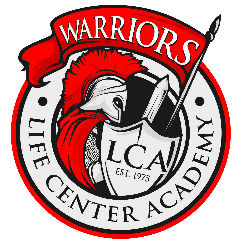 WARRIORS
LCA
EST. 1973
LIFE CENTER ACADEMY